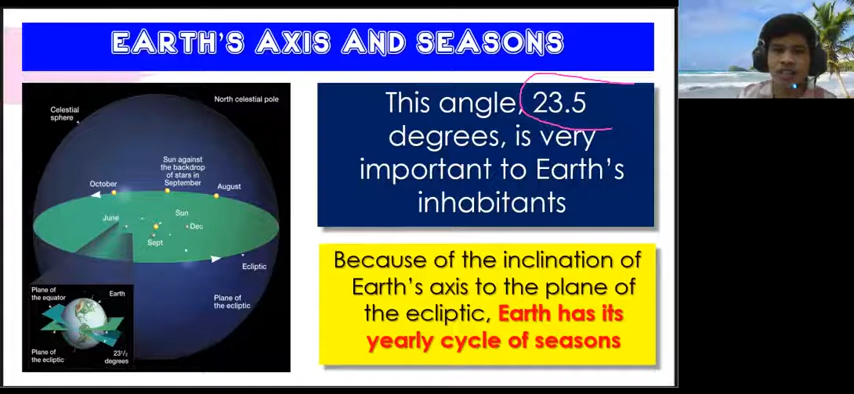 EARTH'S AXIS AND SEASONS
North celestial pole
Celestial
sphere
Sun against
the backdrop
of stars in
September
October
August
June
Sun
Dec
Sept
Ecliptic
Plane of
the ecliptic
Plane of
the equator
Earth
Plane of
the ecliptic
23½
degrees
This angle, 23.5
degrees, is very
important to Earth's
inhabitants
Because of the inclination of
Earth's axis to the plane of
the ecliptic, Earth has its
yearly cycle of seasons